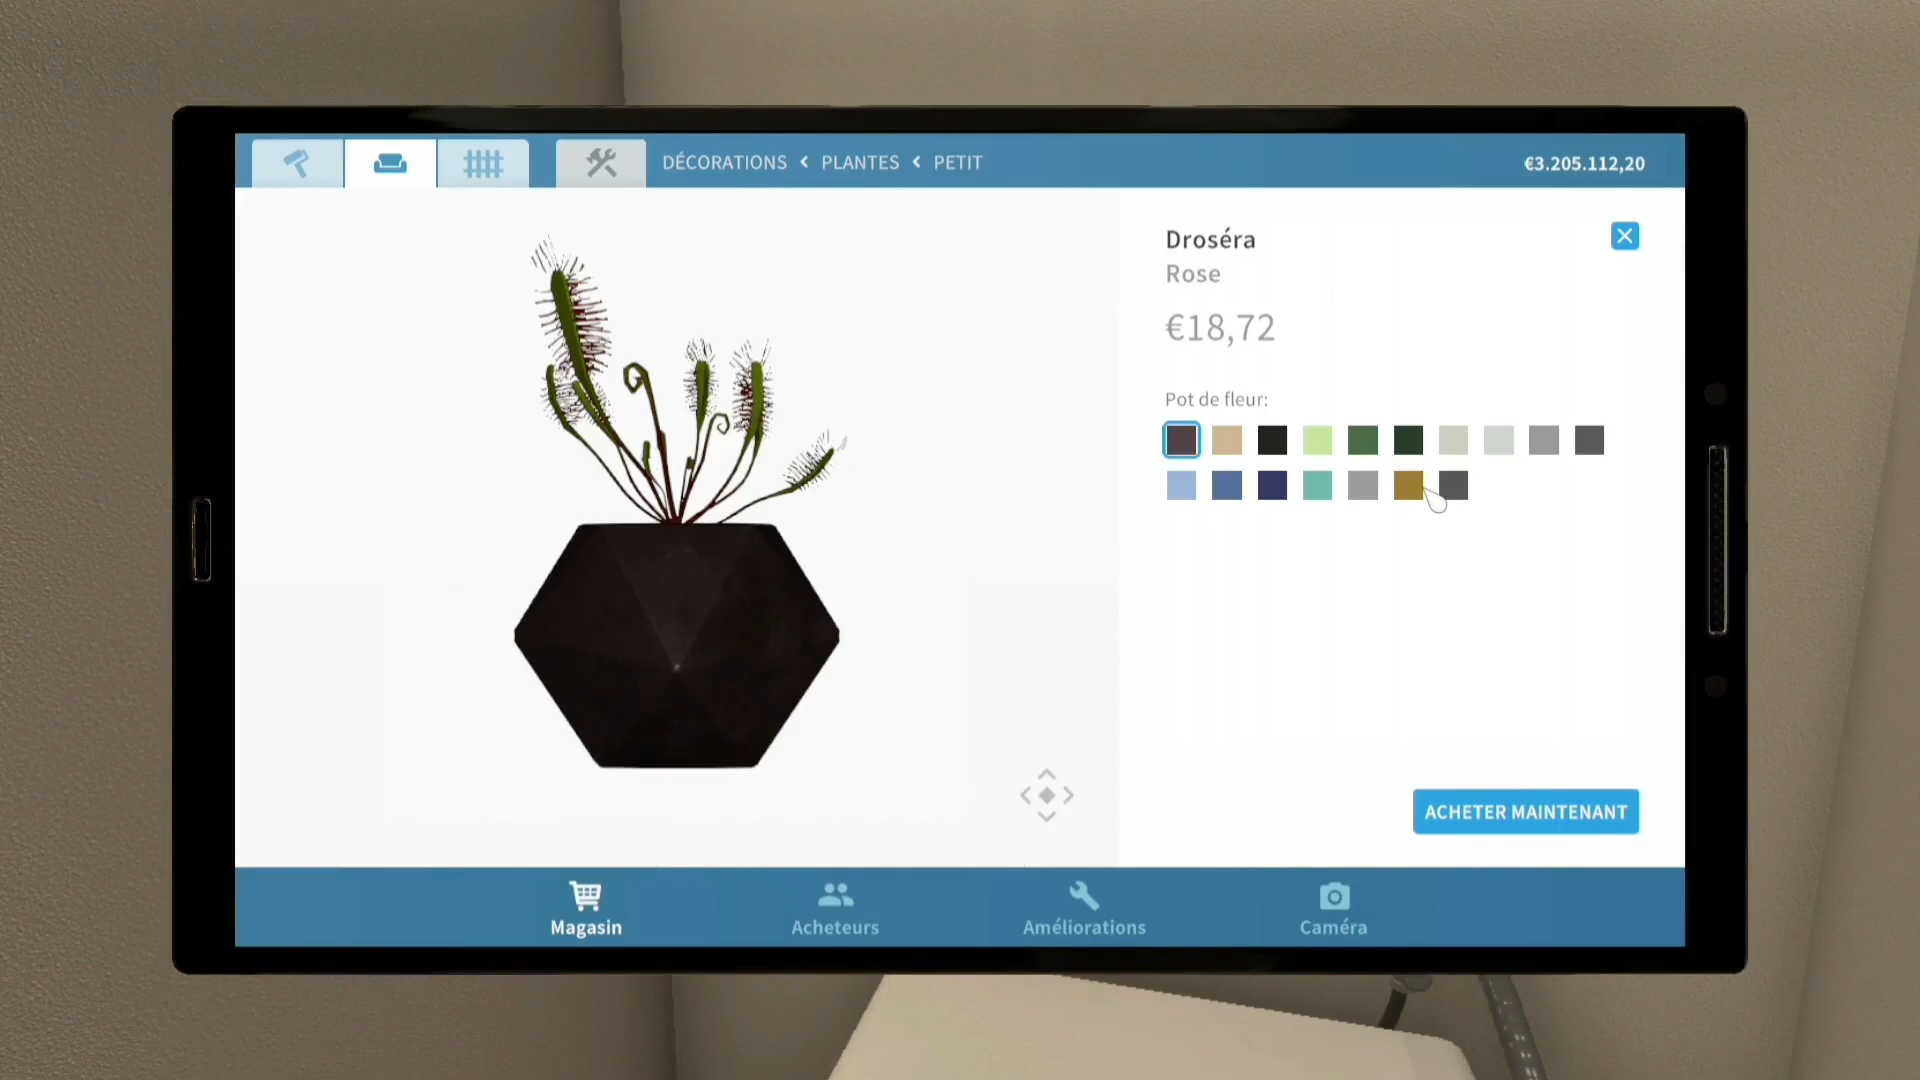 DÉCORATIONS < PLANTES < PETIT
€3.205.112,20
Droséra
Rose
€18,72
Pot de fleur:
ACHETER MAINTENANT
Magasin
Acheteurs
Améliorations
Caméra